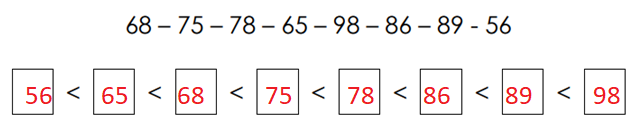 68 – 75 – 78 – 65 – 98 – 86 – 89 - 56
56 < 65 < 68 < 75 < 78 < 86 < 89 < 98